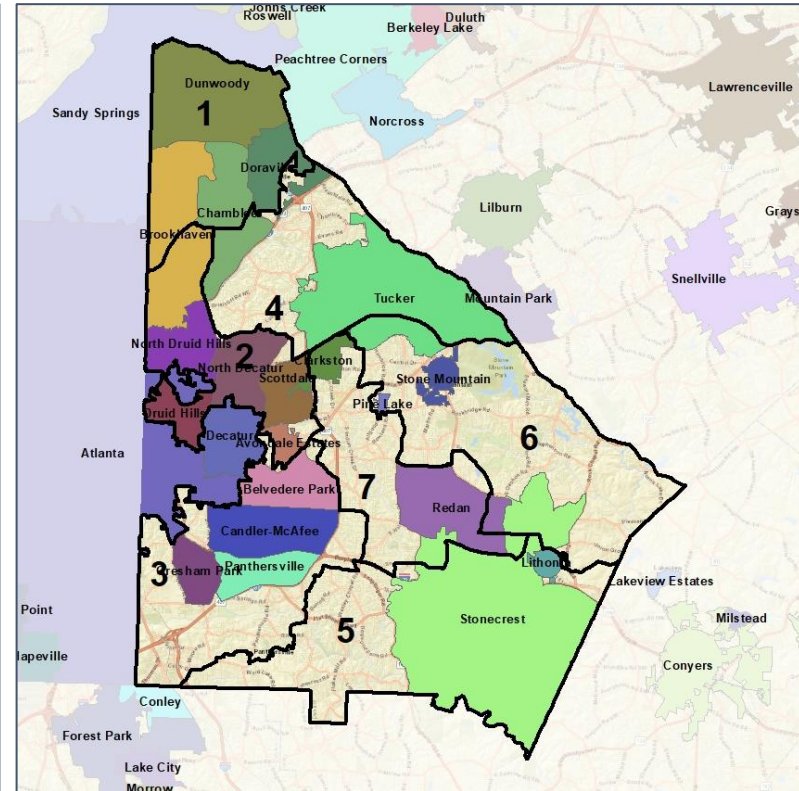 Johns Creek
Roswell
Duluth
Berkeley Lake
Peachtree Corners
Dunwoody
Lawrenceville
1
Sandy Springs
Norcross
Doraville
Lilburn
Chamblee
Grays
Brookhaven
Snellville
Tucker
Mountain Park
4
North Druid Hills
2
North Decatur
Clarkston
Scottdale
Stone Mountain
Pine Lake
Druid Hills
Decatur
Avondale Estates
6
Atlanta
Belvedere Park
7
Redan
Candler-McAfee
3
Gresham Park
Panthersville
Lithon
Lakeview Estates
Point
Milstead
Stonecrest
5
lapeville
Conyers
Conley
Forest Park
Lake City
Morrow